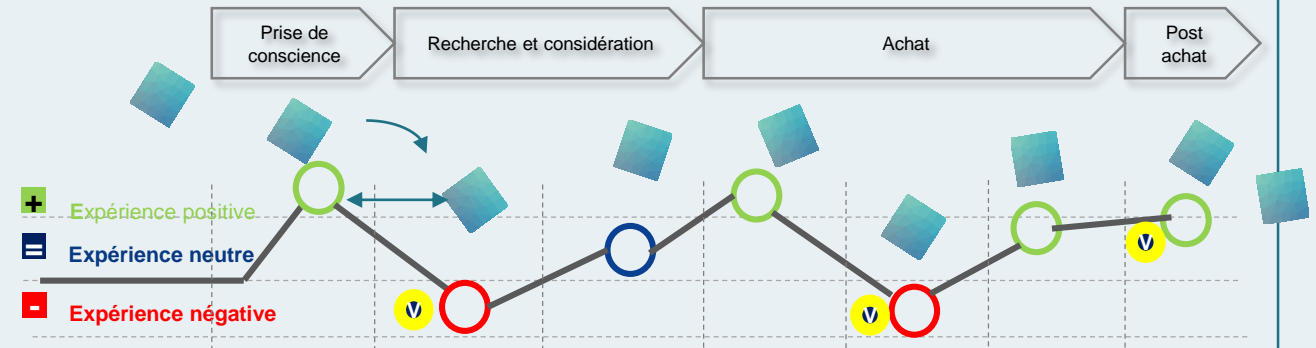 Prise de
conscience
Recherche et considération
Achat
Post
achat
+
Expérience positive
=
Expérience neutre
-
Expérience négative
V
V
V